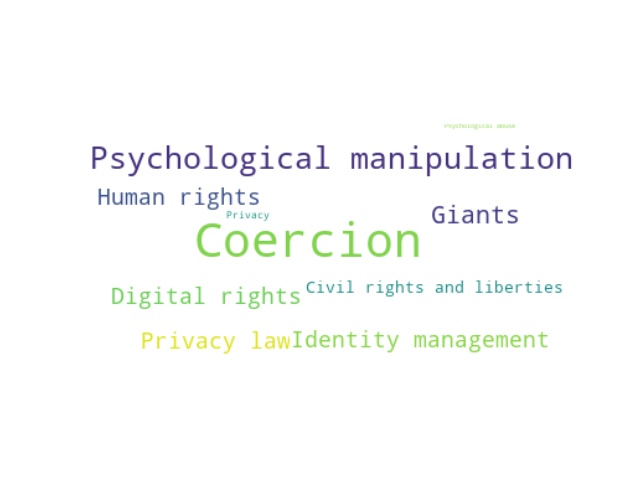 Psychological abuse
Psychological manipulation
Human rights
Privacy
Giants
Coercion
Civil rights and liberties
Digital rights
Privacy law
Identity management